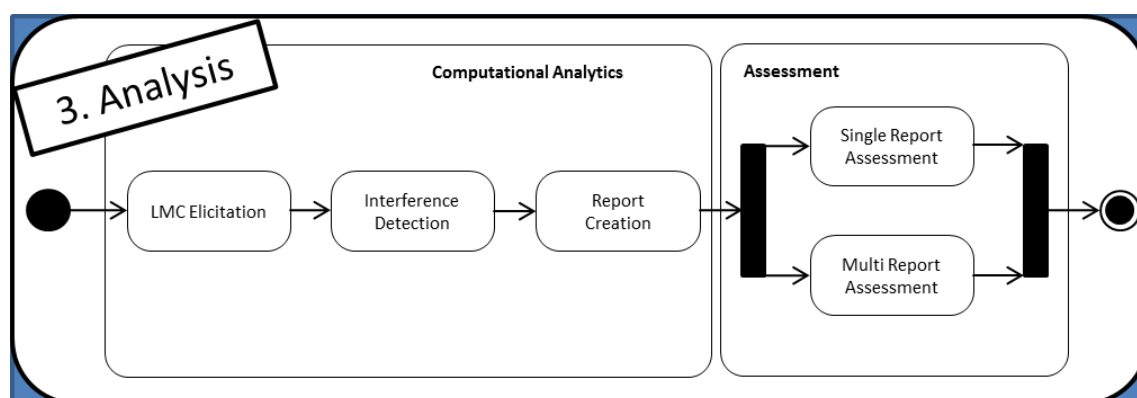 3. Analysis
Computational Analytics
Assessment
LMC Elicitation
Interference
Detection
Report
Creation
Single Report
Assessment
Multi Report
Assessment